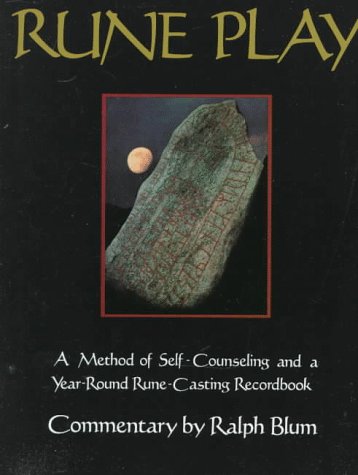 RUNE PLAY
A Method of Self-Counseling and a
Year-Round Rune-Casting Recordbook
Commentary by Ralph Blum